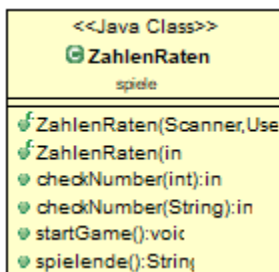 <<Java Class>>
ZahlenRaten
spiele
ZahlenRaten(Scanner,Use
ZahlenRaten(in
checkNumber(int):in
checkNumber(String):in
startGame():voic
spielende():String